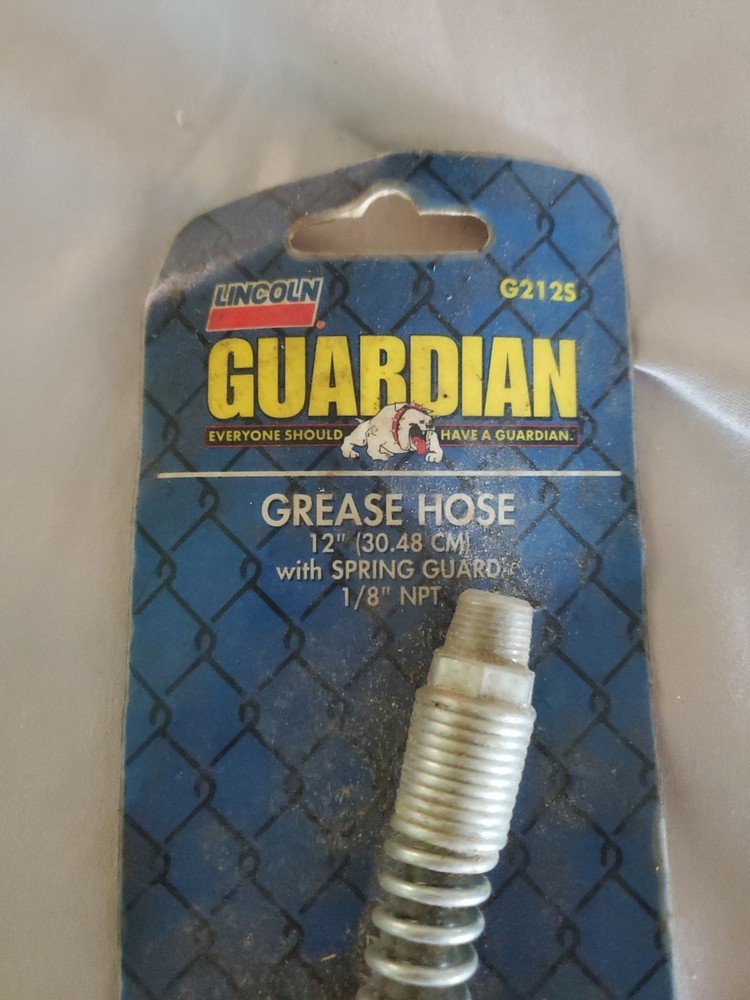 LINCOLN
G212S
GUARDIAN
EVERYONE SHOULD HAVE A GUARDIAN.
GREASE HOSE
12" (30.48 CM)
with SPRING GUARD
1/8" NPT